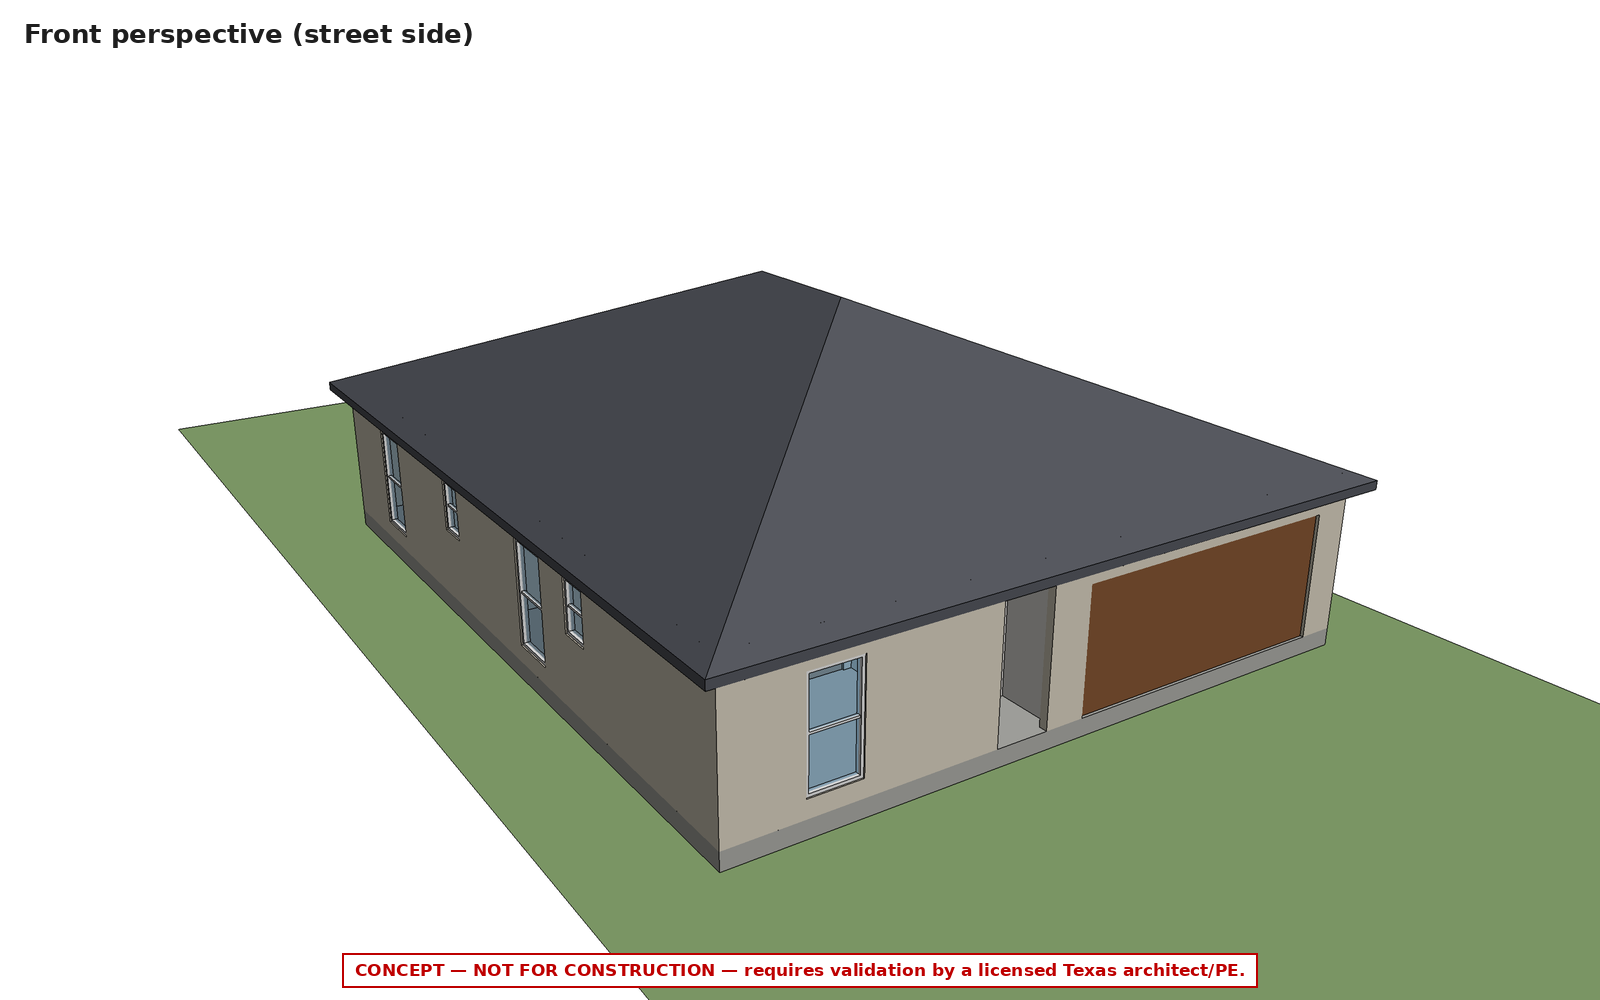 Front perspective (street side)
CONCEPT — NOT FOR CONSTRUCTION — requires validation by a licensed Texas architect/PE.